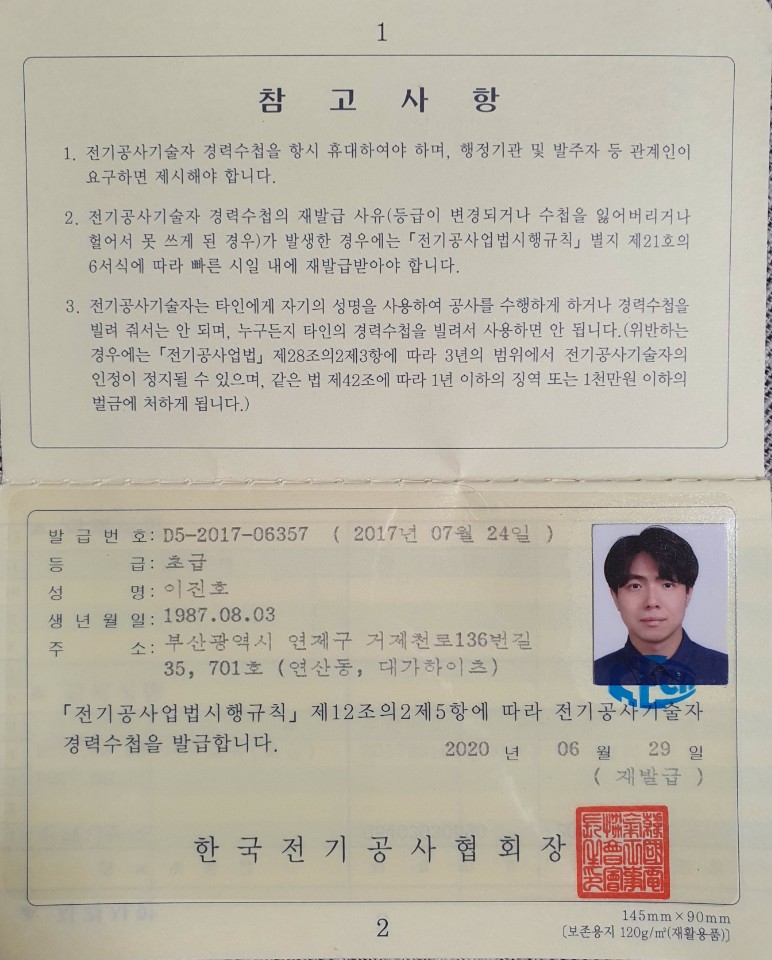 1
참 고 사 항
1. 전기공사기술자 경력수첩을 항시 휴대하여야 하며, 행정기관 및 발주자 등 관계인이
요구하면 제시해야 합니다.
2. 전기공사기술자 경력수첩의 재발급 사유(등급이 변경되거나 수첩을 잃어버리거나
헐어서 못 쓰게 된 경우)가 발생한 경우에는 「전기공사업법시행규칙」 별지 제21호의
6서식에 따라 빠른 시일 내에 재발급받아야 합니다.
3. 전기공사기술자는 타인에게 자기의 성명을 사용하여 공사를 수행하게 하거나 경력수첩을
빌려 줘서는 안 되며, 누구든지 타인의 경력수첩을 빌려서 사용하면 안 됩니다.(위반하는
경우에는 「전기공사업법」 제28조의2제3항에 따라 3년의 범위에서 전기공사기술자의
인정이 정지될 수 있으며, 같은 법 제42조에 따라 1년 이하의 징역 또는 1천만원 이하의
벌금에 처하게 됩니다.)
발 급 번 호: D5-2017-06357 ( 2017년 07월 24일 )
등 급: 초급
성 명: 이진호
생 년 월 일: 1987.08.03
주 소: 부산광역시 연제구 거제천로136번길
35, 701호 (연산동, 대가하이츠)
「전기공사업법시행규칙」 제12조의2제5항에 따라 전기공사기술자
경력수첩을 발급합니다.
2020 년 06 월 29 일
( 재발급 )
한 국 전 기 공 사 협 회 장
2
145mm×90mm
[보존용지 120g/㎡(재활용품)]